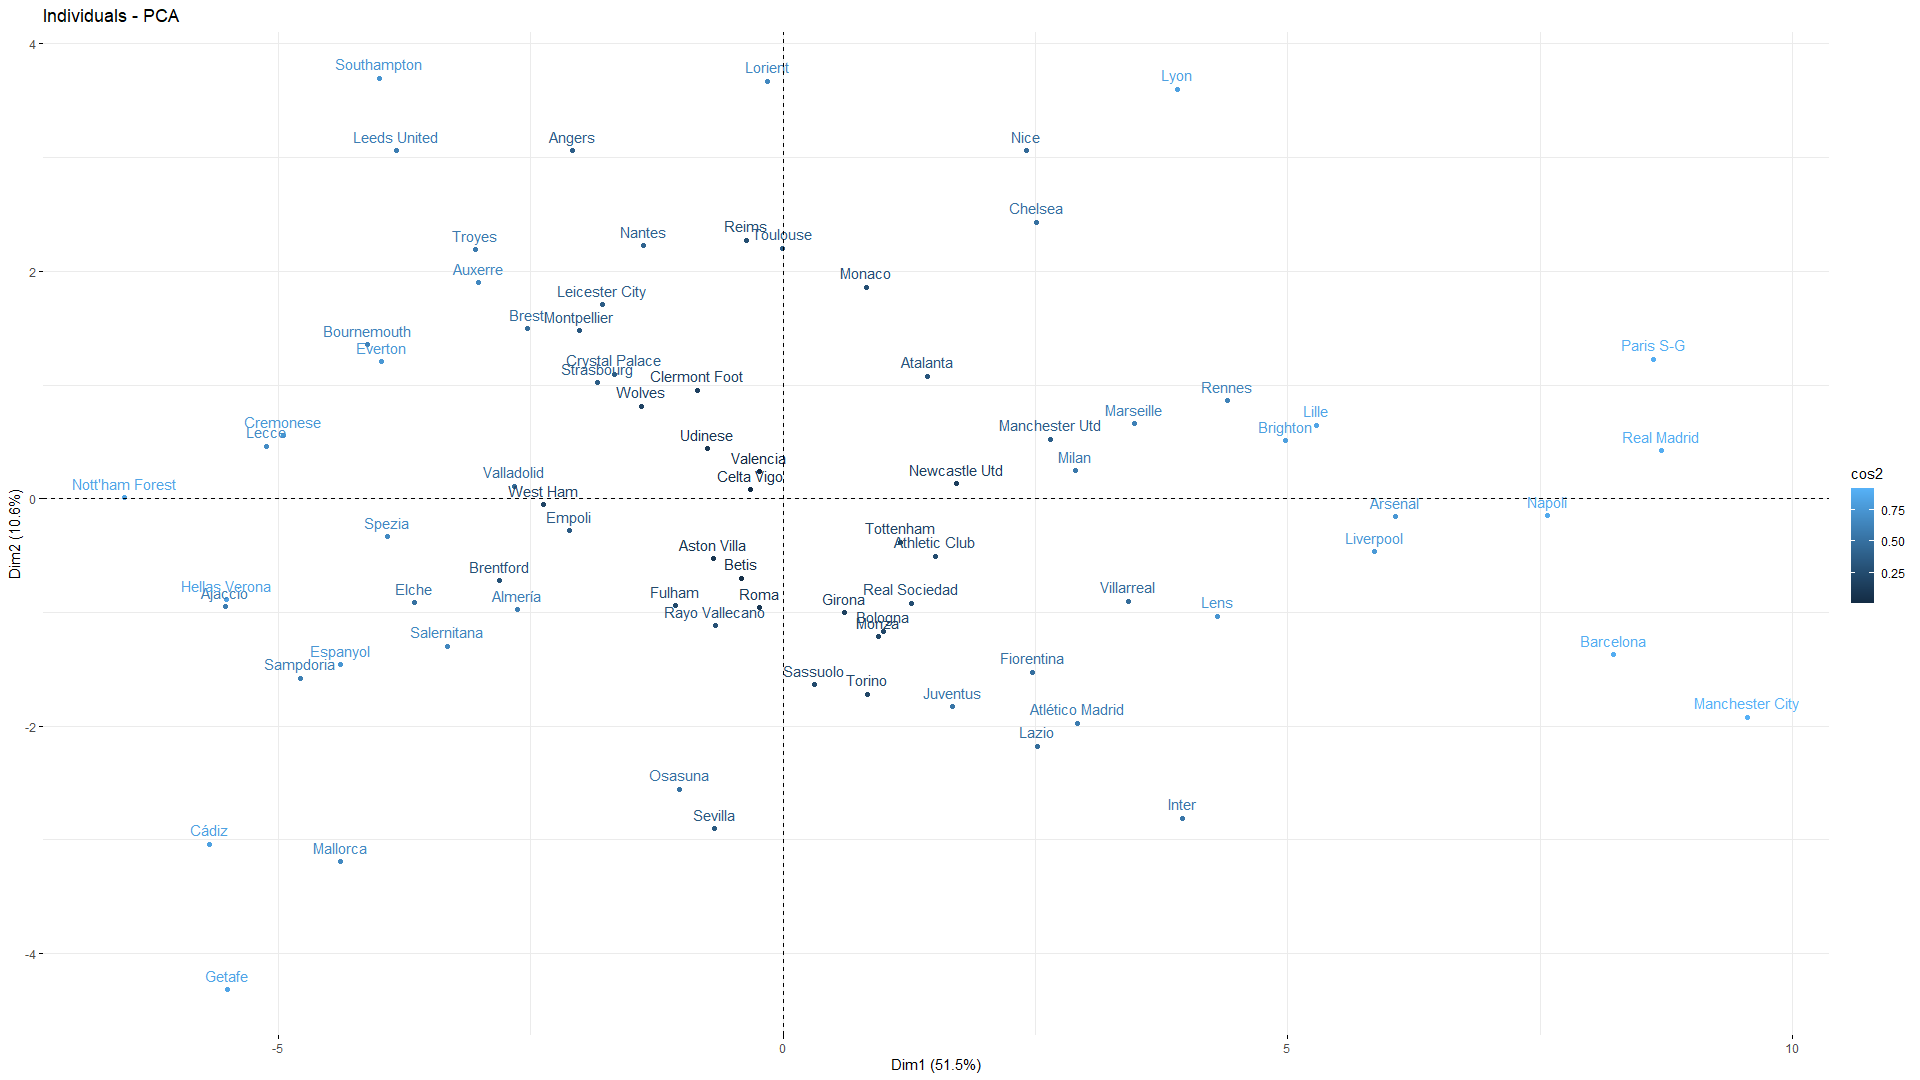 Individuals - PCA
4
Southampton
Lorient
Lyon
Leeds United
Angers
Nice
Chelsea
Reims
Nantes
Toulouse
Troyes
2
Auxerre
Monaco
Leicester City
Brest
Montpellier
Bournemouth
Everton
Paris S-G
Crystal Palace
Atalanta
Strasbourg
Clermont Foot
Rennes
Wolves
Marseille
Lille
Cremonese
Manchester Utd
Brighton
Lecce
Udinese
Real Madrid
Valencia
Milan
Newcastle Utd
Valladolid
Celta Vigo
cos2
Nott'ham Forest
West Ham
0
Napoli
Arsenal
0.75
Empoli
Spezia
Tottenham
Liverpool
0.50
Athletic Club
Aston Villa
Betis
Brentford
0.25
Hellas Verona
Villarreal
Elche
Real Sociedad
Ajaccio
Fulham
Roma
Almería
Girona
Lens
Rayo Vallecano
Bologna
Monza
Salernitana
Barcelona
Espanyol
Fiorentina
Sampdoria
Sassuolo
Torino
Juventus
Manchester City
Atlético Madrid
-2
Lazio
Osasuna
Inter
Sevilla
Cádiz
Mallorca
-4
Getafe
Dim2 (10.6%)
-5
0
5
10
Dim1 (51.5%)